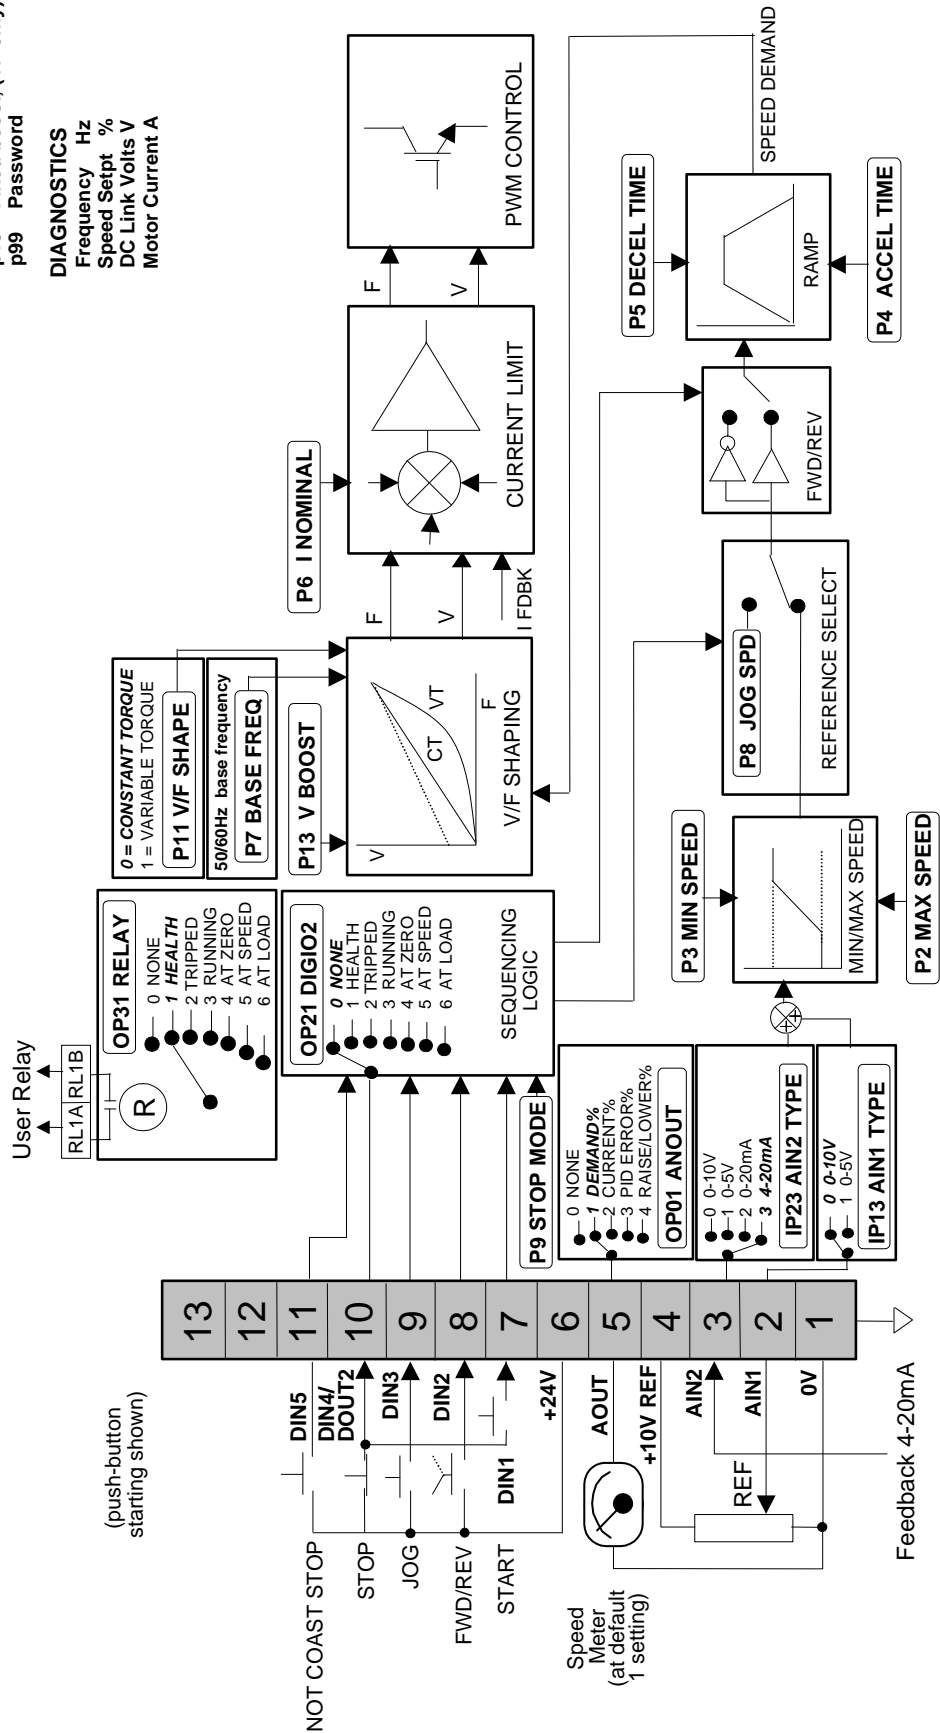 p99 Password
DIAGNOSTICS
Frequency Hz
Speed Setpt %
DC Link Volts V
Motor Current A
(push-button
starting shown)
NOT COAST STOP
STOP
JOG
FWD/REV
START
Speed
Meter
(at default
1 setting)
Feedback 4-20mA
REF
DIN5
DIN4/
DOUT2
DIN3
DIN2
DIN1
+24V
AOUT
+10V REF
AIN2
AIN1
0V
13
12
11
10
9
8
7
6
5
4
3
2
1
User Relay
RL1A
RL1B
R
OP31 RELAY
0 NONE
1 HEALTH
2 TRIPPED
3 RUNNING
4 AT ZERO
5 AT SPEED
6 AT LOAD
OP21 DIGIO2
0 NONE
1 HEALTH
2 TRIPPED
3 RUNNING
4 AT ZERO
5 AT SPEED
6 AT LOAD
SEQUENCING
LOGIC
P9 STOP MODE
0 NONE
1 DEMAND%
2 CURRENT%
3 PID ERROR%
4 RAISE/LOWER%
OP01 ANOUT
0 0-10V
1 0-5V
2 0-20mA
3 4-20mA
IP23 AIN2 TYPE
0 0-10V
1 0-5V
IP13 AIN1 TYPE
+
+
0 = CONSTANT TORQUE
1 = VARIABLE TORQUE
P11 V/F SHAPE
50/60Hz base frequency
P7 BASE FREQ
P13 V BOOST
V
CT
VT
F
V/F SHAPING
F
V
I FDBK
P6 I NOMINAL
CURRENT LIMIT
F
V
PWM CONTROL
P3 MIN SPEED
MIN/MAX SPEED
P2 MAX SPEED
P8 JOG SPD
REFERENCE SELECT
FWD/REV
P5 DECEL TIME
RAMP
P4 ACCEL TIME
SPEED DEMAND